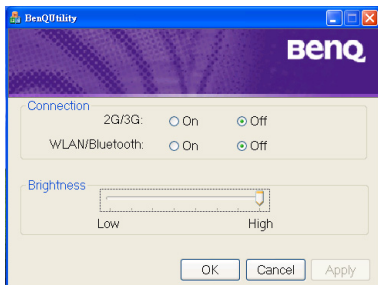 BenQUtility
BenQ
Connection
2G/3G: On Off
WLAN/Bluetooth: On Off
Brightness
Low High
OK Cancel Apply